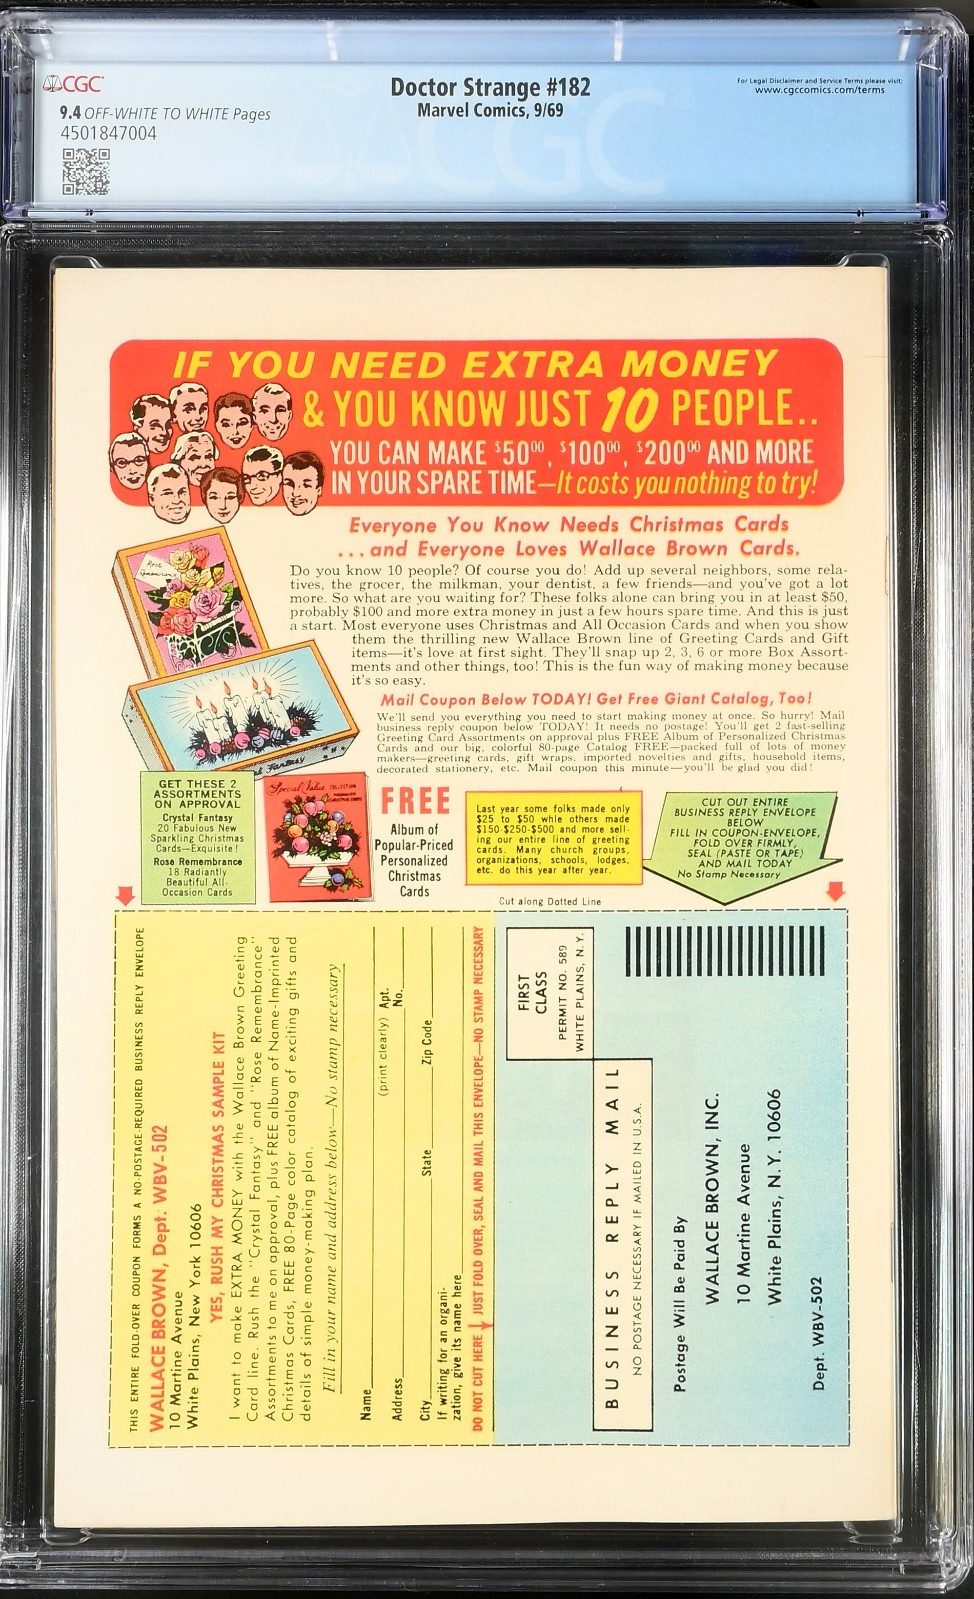 CGC
9.4 OFF-WHITE TO WHITE Pages
4501847004
Doctor Strange #182
Marvel Comics, 9/69
For Legal Disclaimer and Service Terms please visit:
www.cgccomics.com/terms
CGC
IF YOU NEED EXTRA MONEY
& YOU KNOW JUST 10 PEOPLE..
YOU CAN MAKE $50⁰⁰, $100⁰⁰, $200⁰⁰ AND MORE
IN YOUR SPARE TIME—It costs you nothing to try!
Everyone You Know Needs Christmas Cards
...and Everyone Loves Wallace Brown Cards.
Do you know 10 people? Of course you do! Add up several neighbors, some rela-
tives, the grocer, the milkman, your dentist, a few friends—and you've got a lot
more. So what are you waiting for? These folks alone can bring you in at least $50,
probably $100 and more extra money in just a few hours spare time. And this is just
a start. Most everyone uses Christmas and All Occasion Cards and when you show
them the thrilling new Wallace Brown line of Greeting Cards and Gift
items—it's love at first sight. They'll snap up 2, 3, 6 or more Box Assort-
ments and other things, too! This is the fun way of making money because
it's so easy.
Mail Coupon Below TODAY! Get Free Giant Catalog, Too!
We'll send you everything you need to start making money at once. So hurry! Mail
business reply coupon below TODAY! It needs no postage! You'll get 2 fast-selling
Greeting Card Assortments on approval plus FREE Album of Personalized Christmas
Cards and our big, colorful 80-page Catalog FREE—packed full of lots of money
makers—greeting cards, gift wraps, imported novelties and gifts, household items,
decorated stationery, etc. Mail coupon this minute—you'll be glad you did!
Rose
Remembrance
Fantasy
GET THESE 2
ASSORTMENTS
ON APPROVAL
Crystal Fantasy
20 Fabulous New
Sparkling Christmas
Cards—Exquisite!
Rose Remembrance
18 Radiantly
Beautiful All-
Occasion Cards
Special Value COLLECTION
PERSONALIZED
CHRISTMAS CARDS
FREE
Album of
Popular-Priced
Personalized
Christmas
Cards
Last year some folks made only
$25 to $50 while others made
$150-$250-$500 and more sell-
ing our entire line of greeting
cards. Many church groups,
organizations, schools, lodges,
etc. do this year after year.
CUT OUT ENTIRE
BUSINESS REPLY ENVELOPE
BELOW
FILL IN COUPON-ENVELOPE,
FOLD OVER FIRMLY,
SEAL (PASTE OR TAPE)
AND MAIL TODAY
No Stamp Necessary
Cut along Dotted Line
THIS ENTIRE FOLD-OVER COUPON FORMS A NO-POSTAGE-REQUIRED BUSINESS REPLY ENVELOPE
WALLACE BROWN, Dept. WBV-502
10 Martine Avenue
White Plains, New York 10606
YES, RUSH MY CHRISTMAS SAMPLE KIT
I want to make EXTRA MONEY with the Wallace Brown Greeting
Card line. Rush the "Crystal Fantasy" and "Rose Remembrance"
Assortments to me on approval, plus FREE album of Name-Imprinted
Christmas Cards, FREE 80-Page color catalog of exciting gifts and
details of simple money-making plan.
Fill in your name and address below—No stamp necessary
Name
(print clearly)
Address
Apt.
No.
City
State
Zip Code
If writing for an organi-
zation, give its name here
DO NOT CUT HERE JUST FOLD OVER, SEAL AND MAIL THIS ENVELOPE—NO STAMP NECESSARY
FIRST
CLASS
PERMIT NO. 589
WHITE PLAINS, N.Y.
BUSINESS REPLY MAIL
NO POSTAGE NECESSARY IF MAILED IN U.S.A.
Postage Will Be Paid By
WALLACE BROWN, INC.
10 Martine Avenue
White Plains, N.Y. 10606
Dept. WBV-502